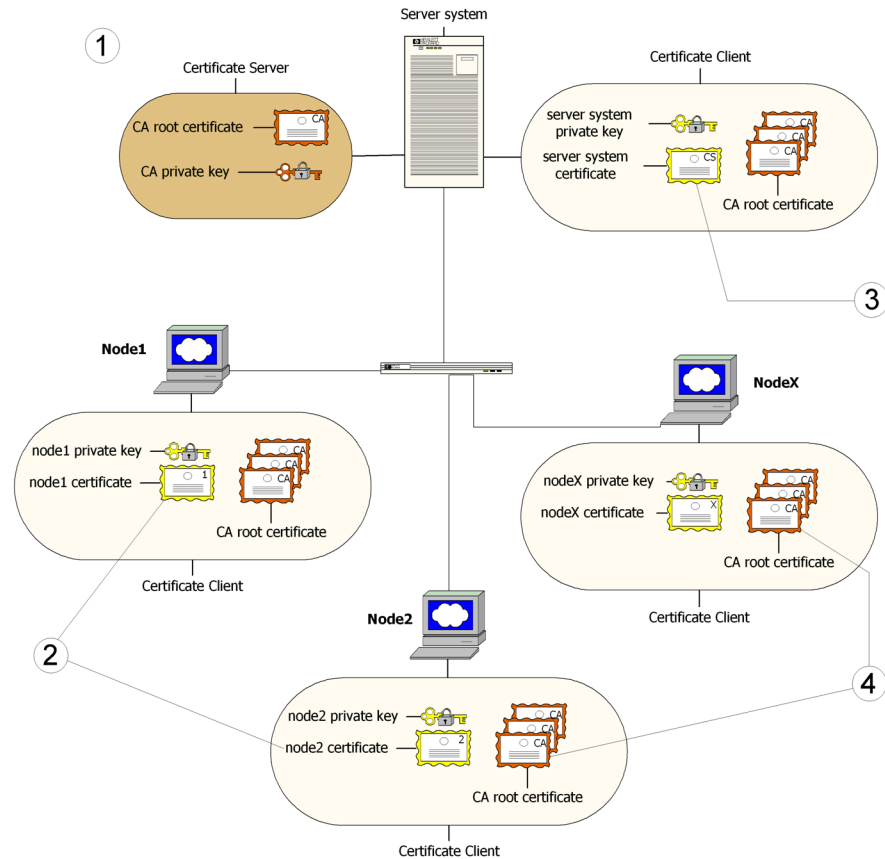 Server system
1
Certificate Server
Certificate Client
CA root certificate
CA
CA private key
server system
private key
server system
certificate
CS
CA
CA
CA
CA root certificate
3
Node1
NodeX
node1 private key
node1 certificate
1
CA
CA
CA
CA root certificate
Certificate Client
nodeX private key
nodeX certificate
X
CA
CA
CA
CA root certificate
Certificate Client
Node2
2
4
node2 private key
node2 certificate
2
CA
CA
CA
CA root certificate
Certificate Client